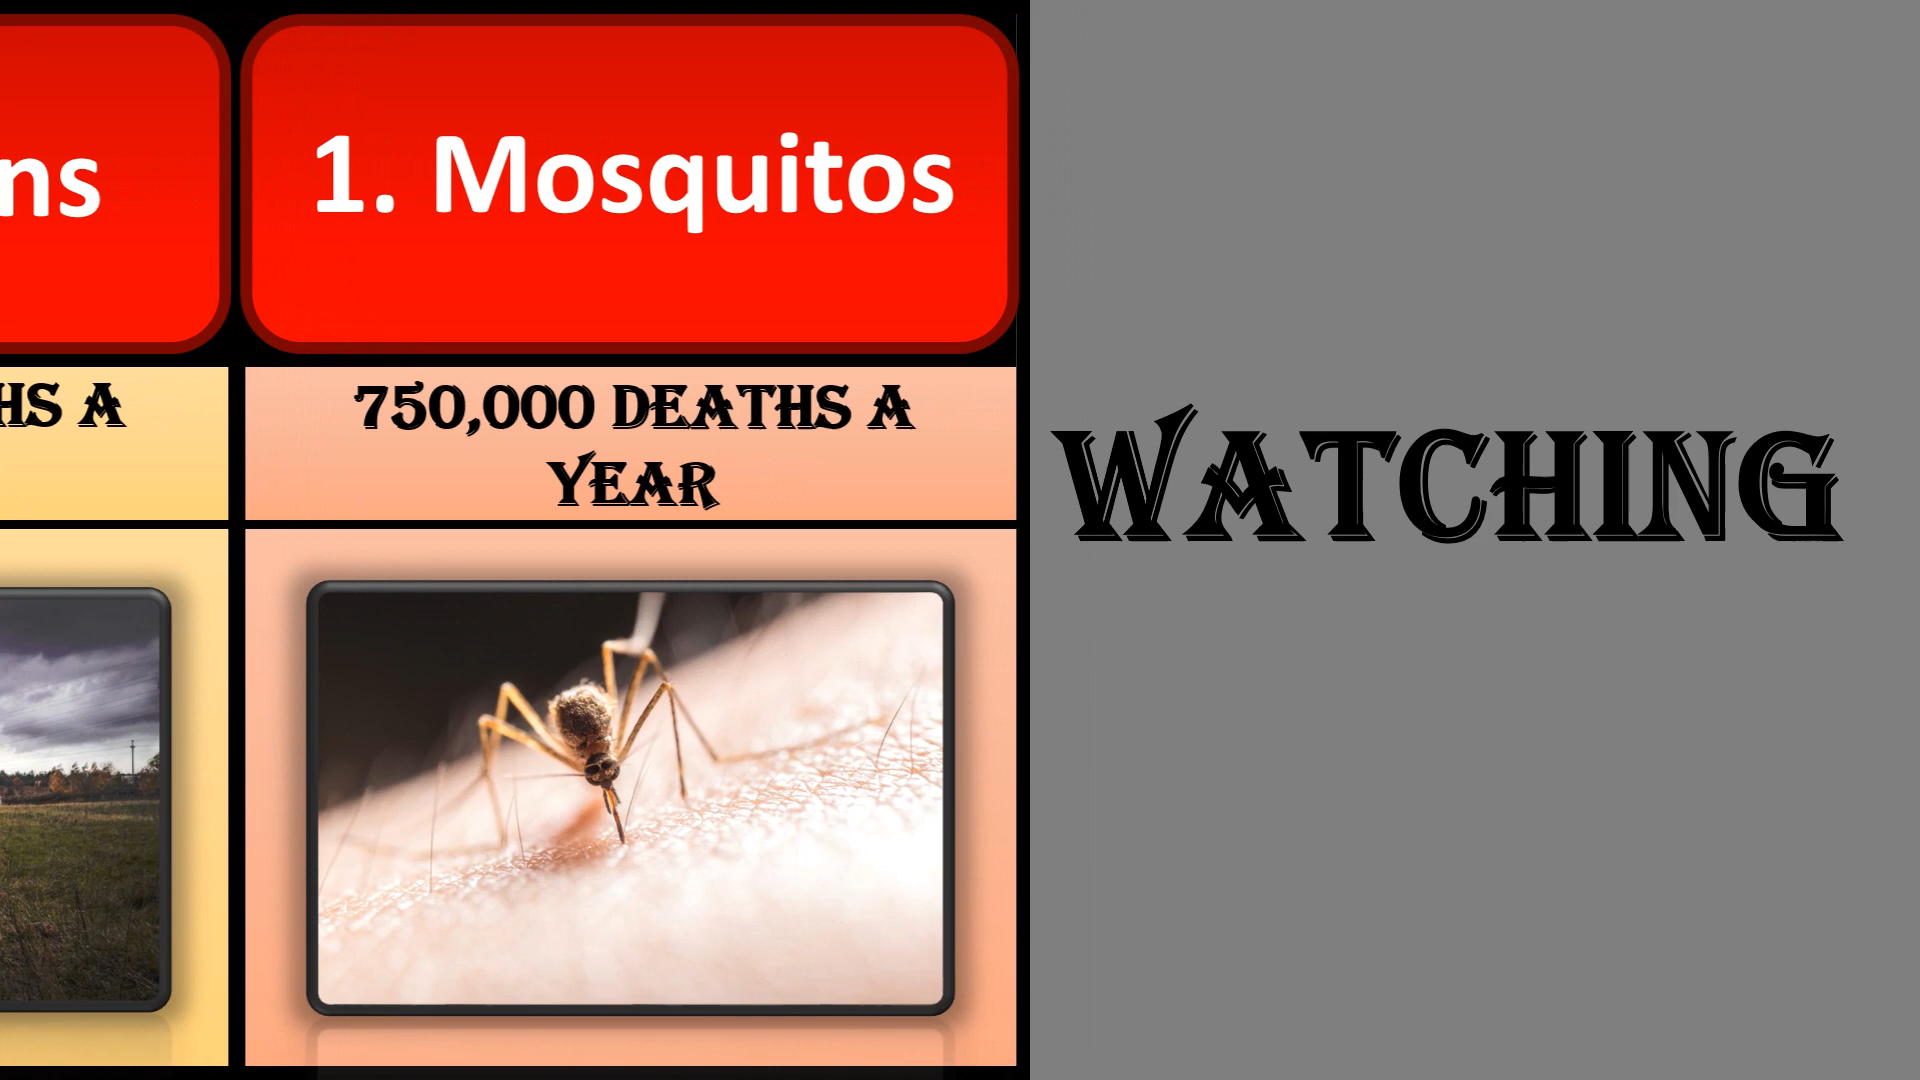 ns
1. Mosquitos
HS A
750,000 DEATHS A
YEAR
WATCHING